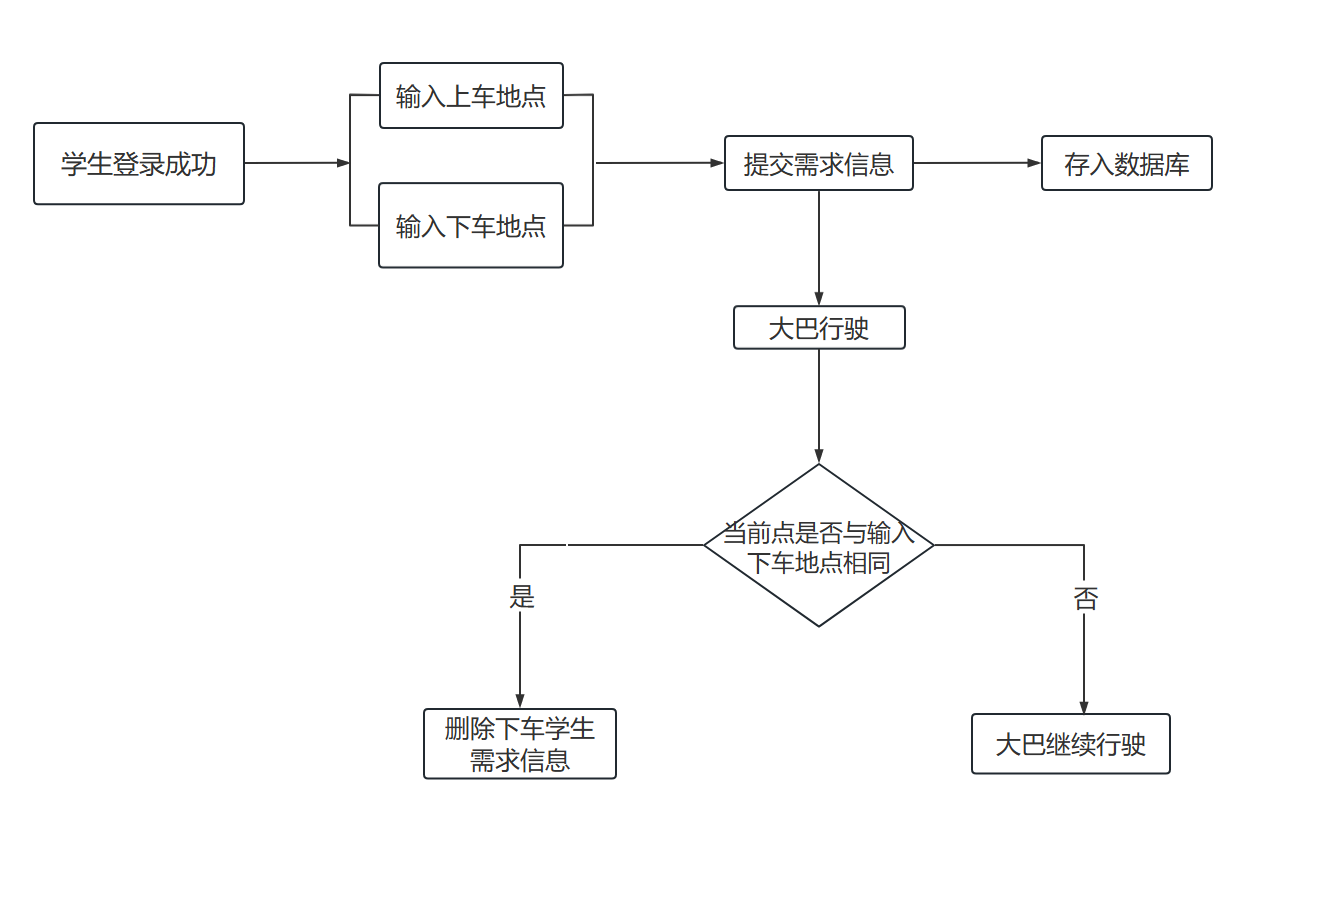 输入上车地点
学生登录成功
输入下车地点
提交需求信息
存入数据库
大巴行驶
当前点是否与输入
下车地点相同
是
否
删除下车学生
需求信息
大巴继续行驶